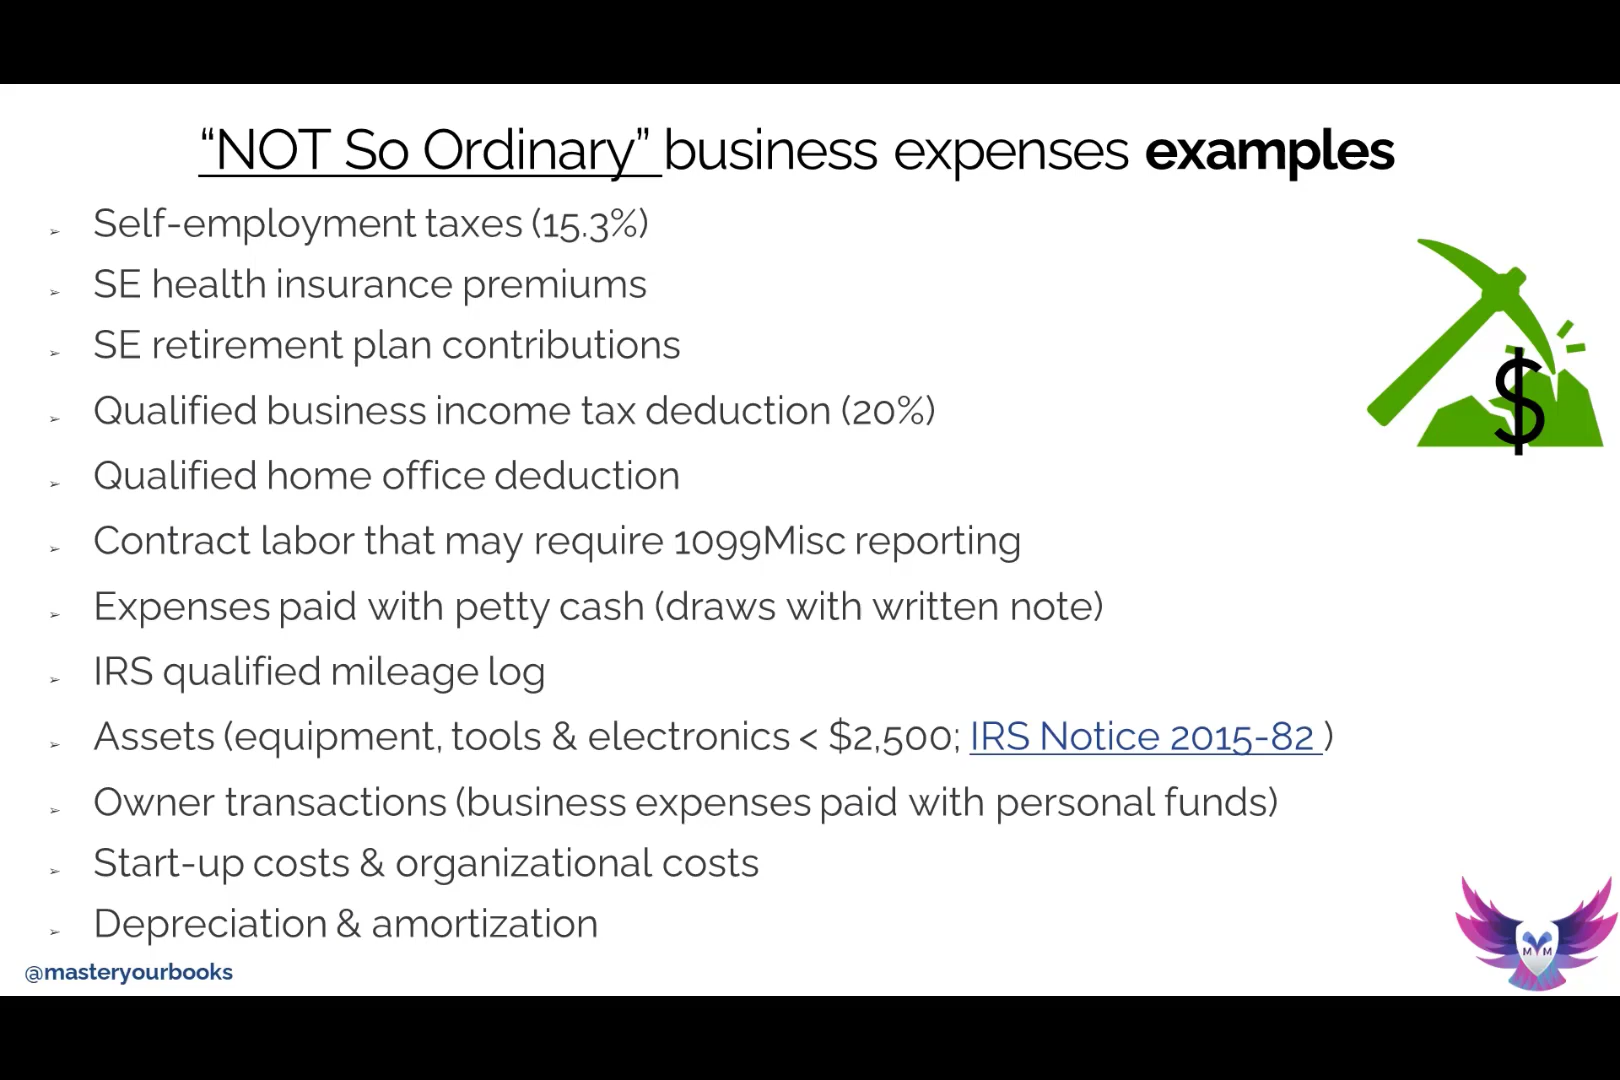 “NOT So Ordinary” business expenses examples
➢ Self-employment taxes (15.3%)
➢ SE health insurance premiums
➢ SE retirement plan contributions
➢ Qualified business income tax deduction (20%)
➢ Qualified home office deduction
➢ Contract labor that may require 1099Misc reporting
➢ Expenses paid with petty cash (draws with written note)
➢ IRS qualified mileage log
➢ Assets (equipment, tools & electronics < $2,500; IRS Notice 2015-82 )
➢ Owner transactions (business expenses paid with personal funds)
➢ Start-up costs & organizational costs
➢ Depreciation & amortization
$
@masteryourbooks
MYM